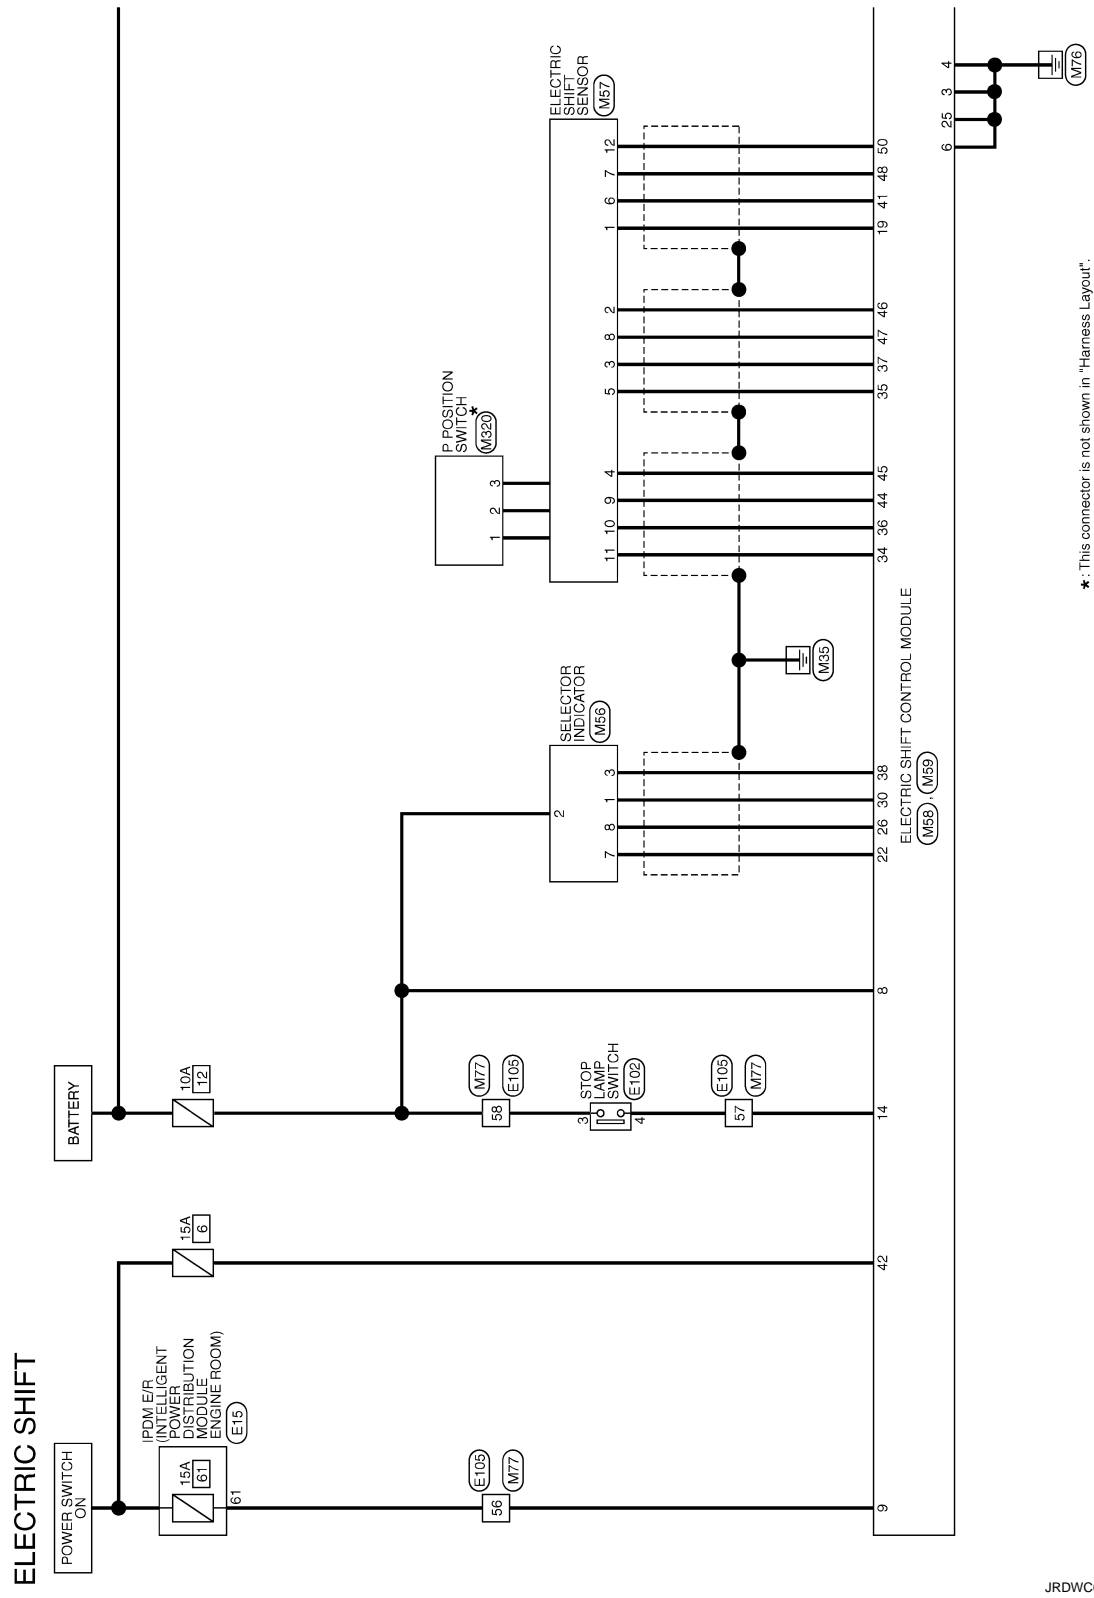 ELECTRIC SHIFT
POWER SWITCH
ON
BATTERY
IPDM E/R
(INTELLIGENT
POWER
DISTRIBUTION
MODULE
ENGINE ROOM)
E15
15A
61
61
15A
6
10A
12
E105
M77
56
M77
E105
58
STOP
LAMP
SWITCH
E102
3
4
E105
M77
57
SELECTOR
INDICATOR
M56
2
7
8
1
3
P POSITION
SWITCH*
M320
1
2
3
ELECTRIC
SHIFT
SENSOR
M57
11
10
9
4
5
3
8
2
1
6
7
12
M35
9
42
14
8
22
26
30
38
34
36
44
45
35
37
47
46
19
41
48
50
ELECTRIC SHIFT CONTROL MODULE
M58 , M59
6
25
3
4
M76
*: This connector is not shown in "Harness Layout".